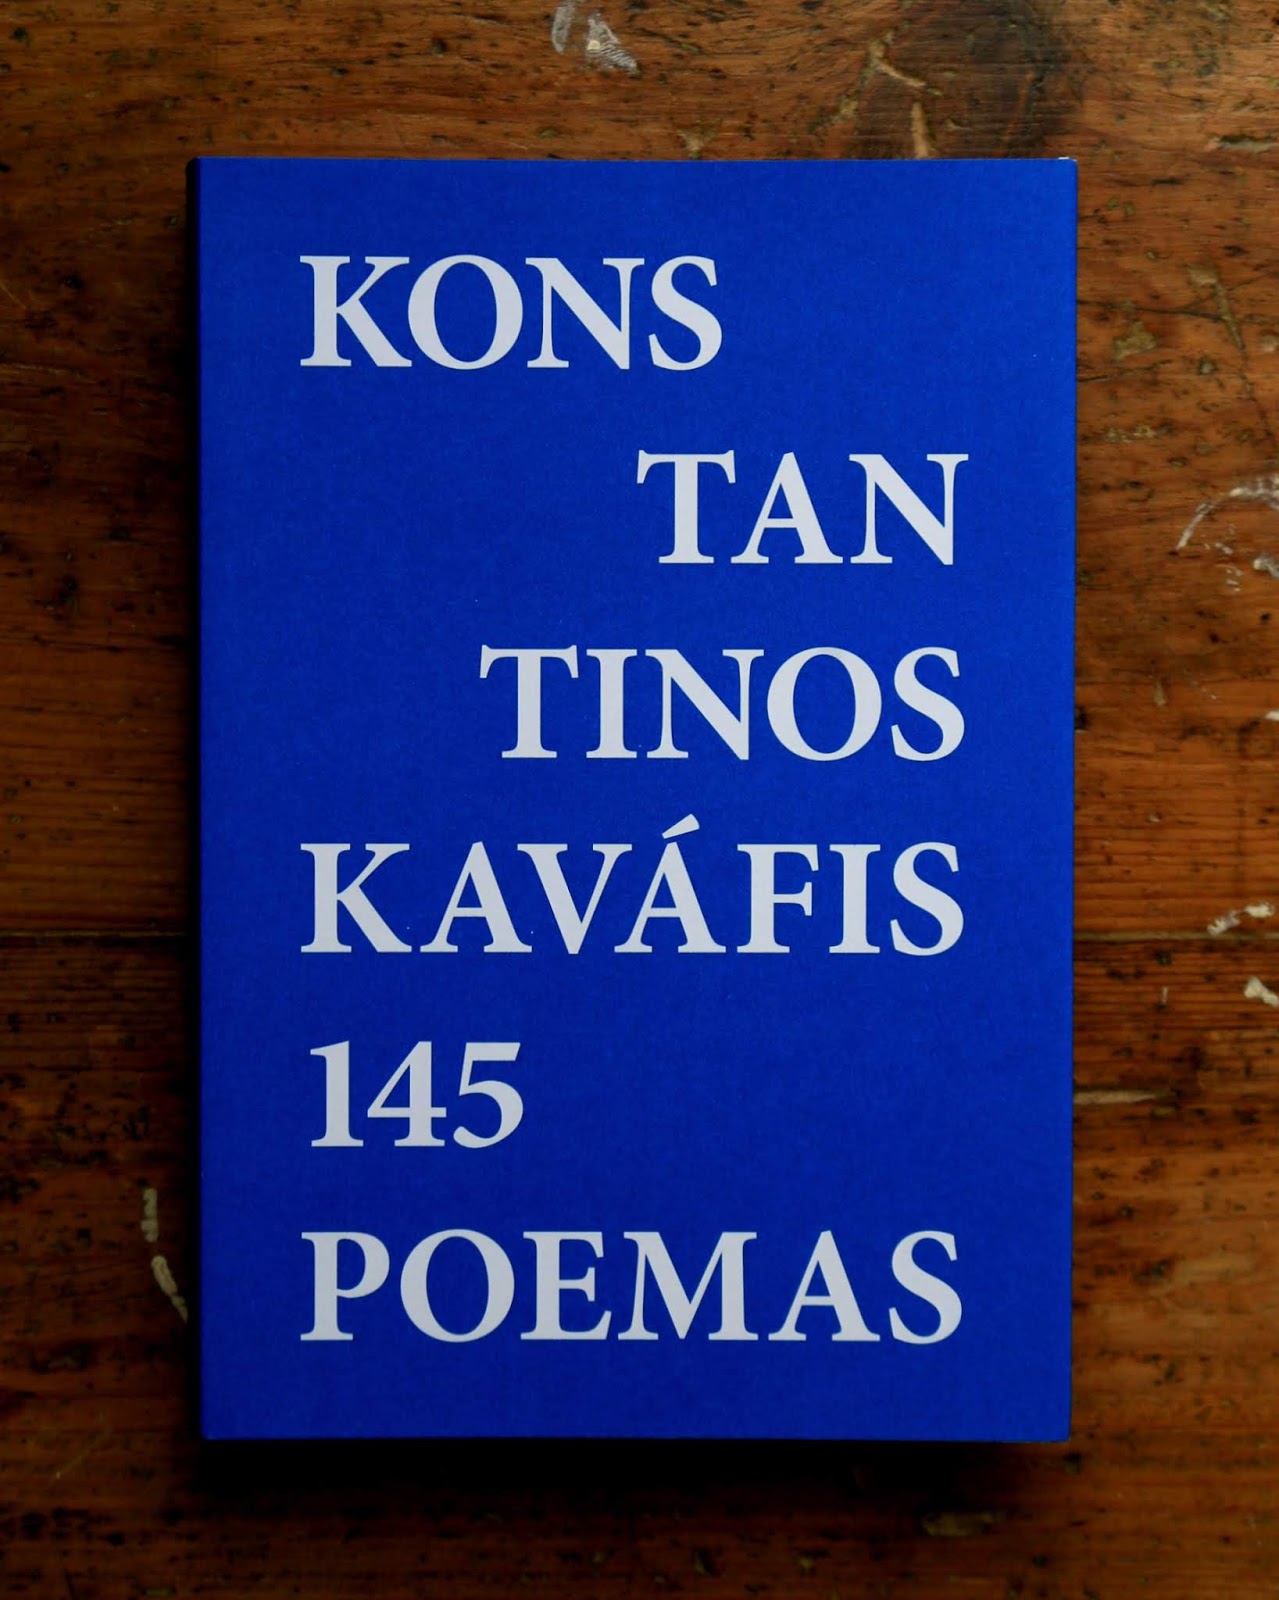 KONS
TAN
TINOS
KAVÁFIS
145
POEMAS